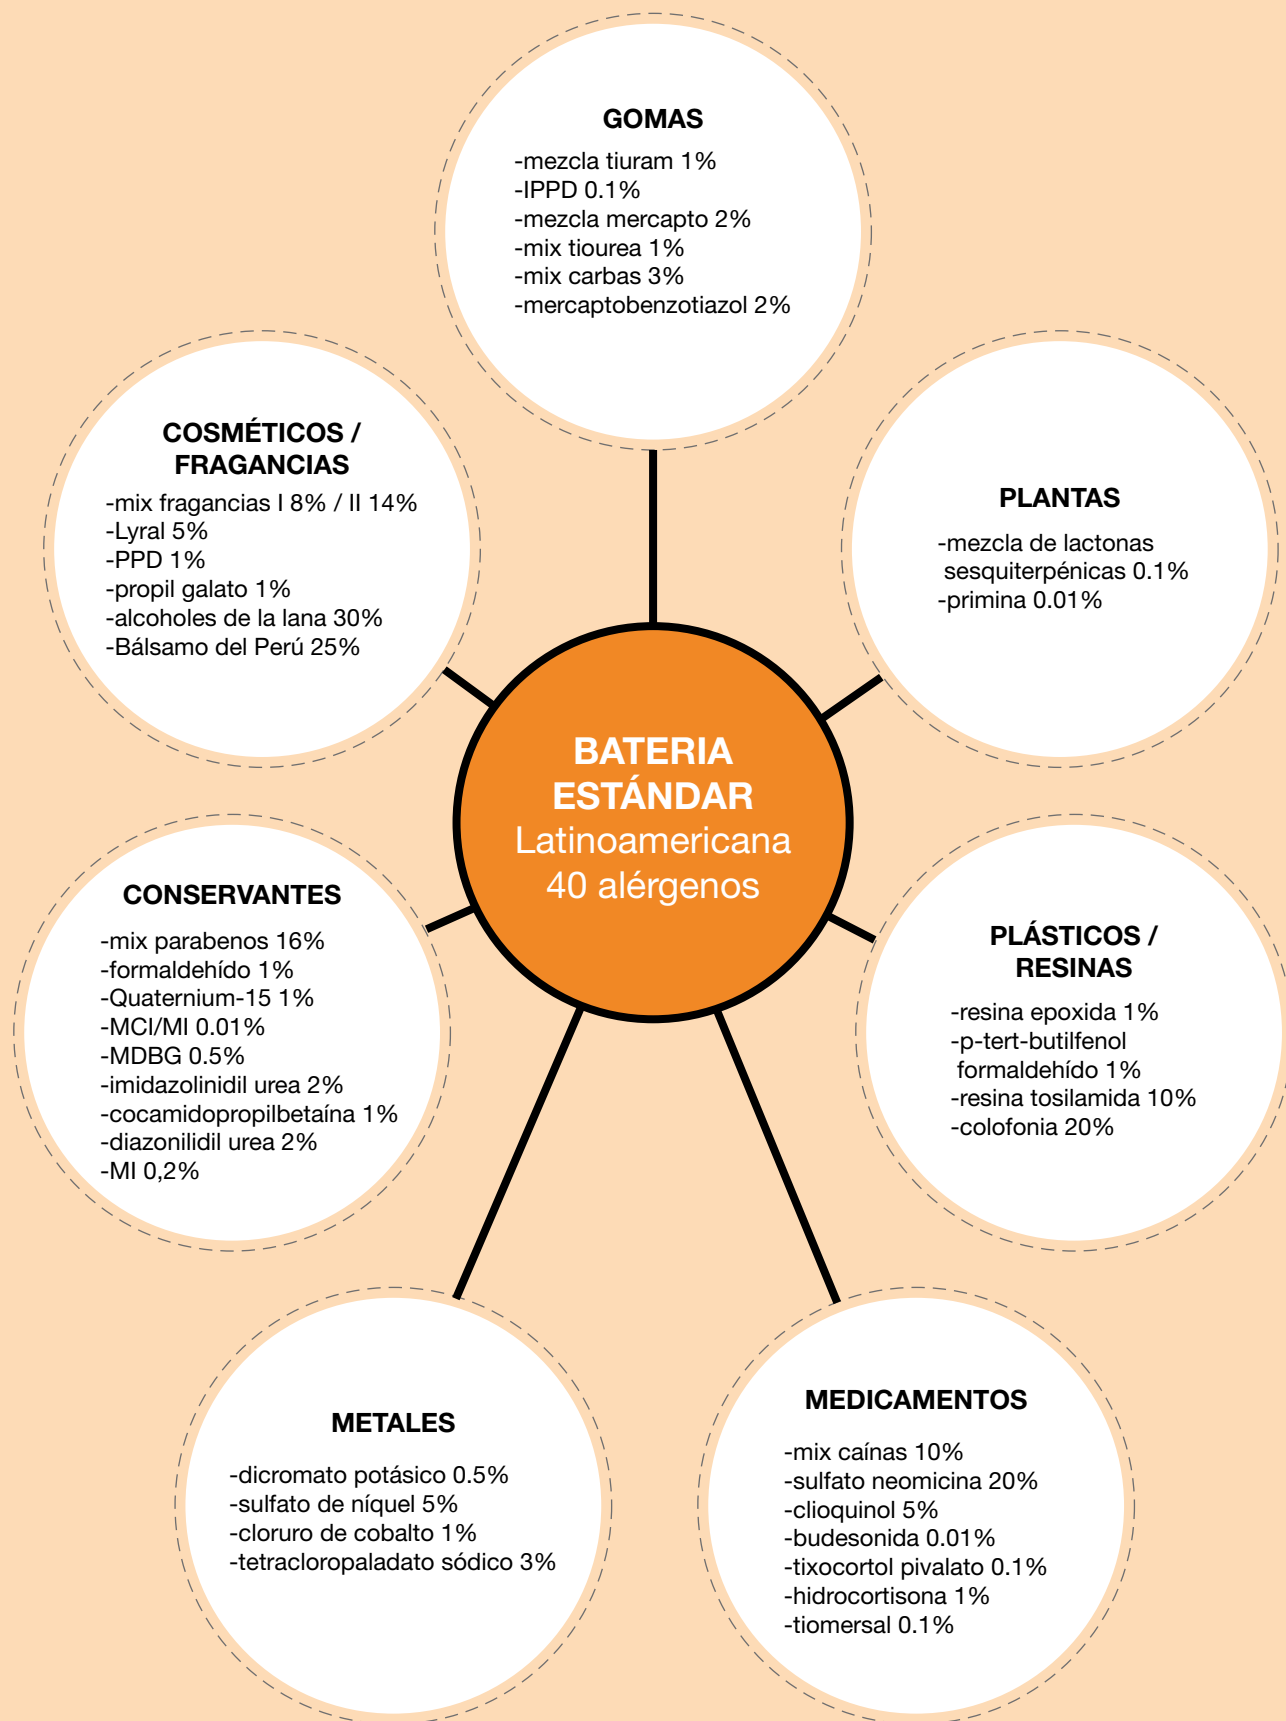 GOMAS
-mezcla tiuram 1%
-IPPD 0.1%
-mezcla mercapto 2%
-mix tiourea 1%
-mix carbas 3%
-mercaptobenzotiazol 2%
COSMÉTICOS /
FRAGANCIAS
-mix fragancias I 8% / II 14%
-Lyral 5%
-PPD 1%
-propil galato 1%
-alcoholes de la lana 30%
-Bálsamo del Perú 25%
PLANTAS
-mezcla de lactonas
sesquiterpénicas 0.1%
-primina 0.01%
BATERIA
ESTÁNDAR
Latinoamericana
40 alérgenos
CONSERVANTES
-mix parabenos 16%
-formaldehído 1%
-Quaternium-15 1%
-MCI/MI 0.01%
-MDBG 0.5%
-imidazolinidil urea 2%
-cocamidopropilbetaína 1%
-diazonilidil urea 2%
-MI 0,2%
PLÁSTICOS /
RESINAS
-resina epoxida 1%
-p-tert-butilfenol
formaldehído 1%
-resina tosilamida 10%
-colofonia 20%
METALES
-dicromato potásico 0.5%
-sulfato de níquel 5%
-cloruro de cobalto 1%
-tetracloropaladato sódico 3%
MEDICAMENTOS
-mix caínas 10%
-sulfato neomicina 20%
-clioquinol 5%
-budesonida 0.01%
-tixocortol pivalato 0.1%
-hidrocortisona 1%
-tiomersal 0.1%